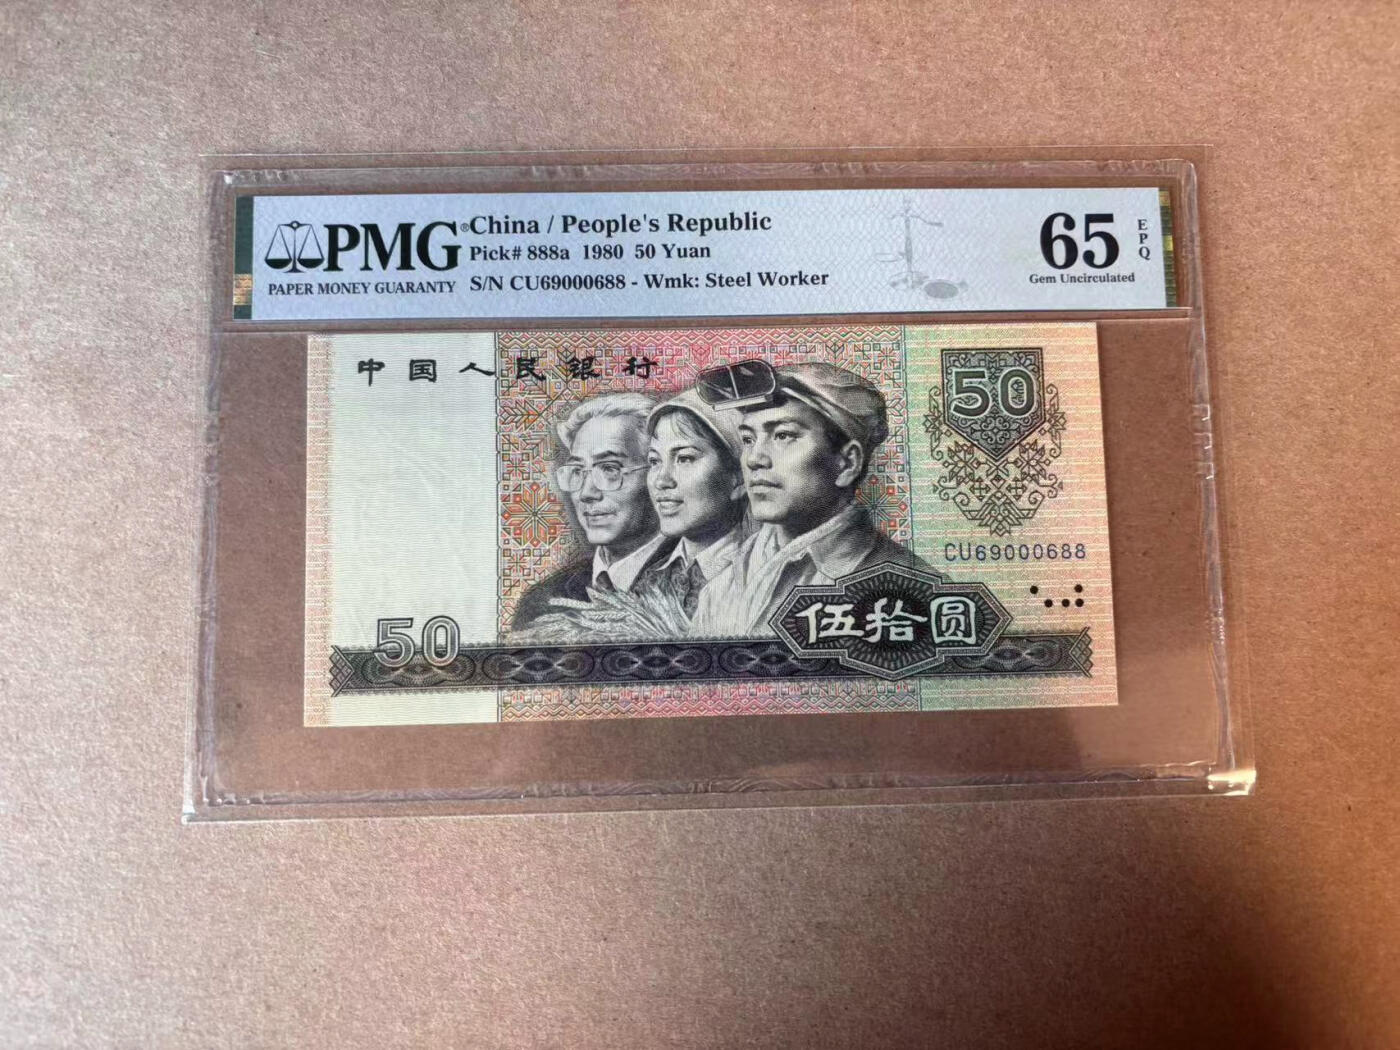 PMG®
PAPER MONEY GUARANTY
China / People's Republic
Pick# 888a 1980 50 Yuan
S/N CU69000688 - Wmk: Steel Worker
65
EPQ
Gem Uncirculated
中国人民银行
50
CU69000688
伍拾圆
50